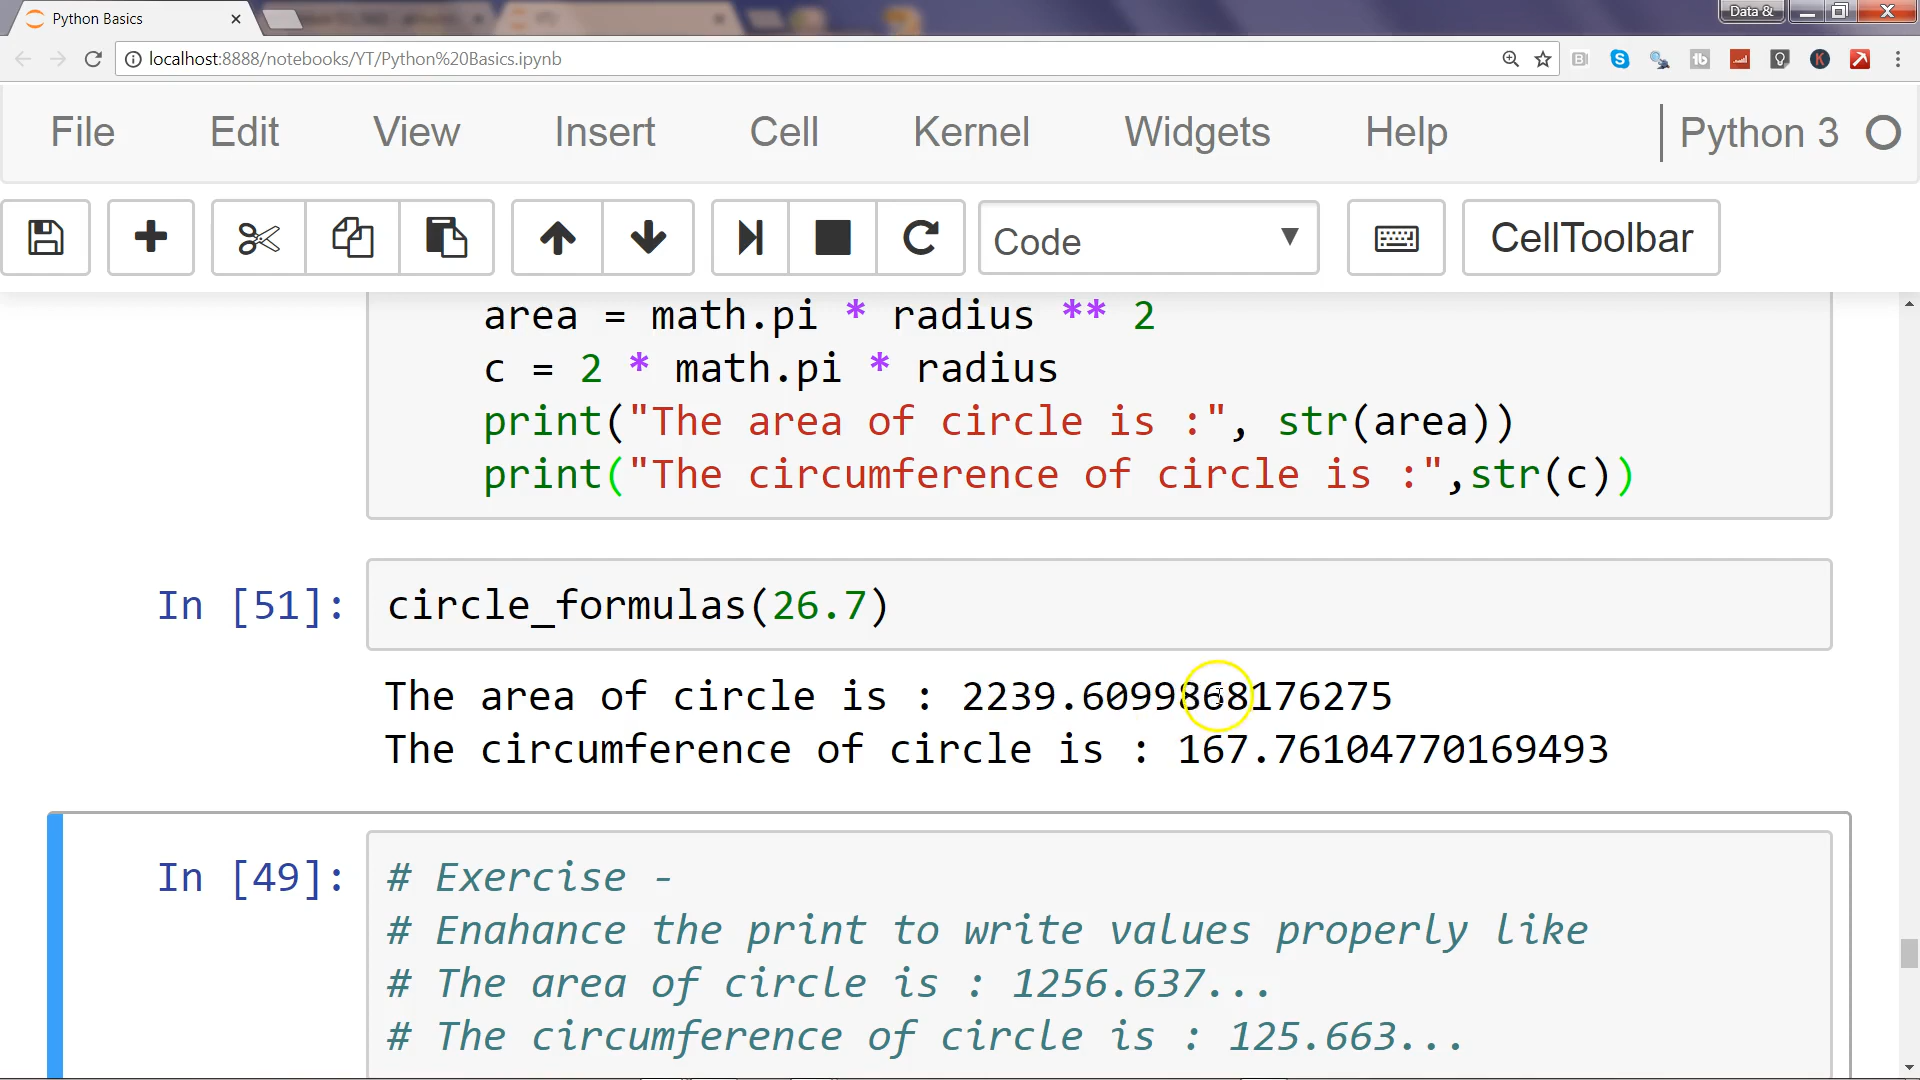 Python Basics
Data &
localhost:8888/notebooks/YT/Python%20Basics.ipynb
File Edit View Insert Cell Kernel Widgets Help Python 3
Code CellToolbar
area = math.pi * radius ** 2
c = 2 * math.pi * radius
print("The area of circle is :", str(area))
print("The circumference of circle is :",str(c))
In [51]: circle_formulas(26.7)
The area of circle is : 2239.6099868176275
The circumference of circle is : 167.76104770169493
In [49]: # Exercise -
# Enahance the print to write values properly like
# The area of circle is : 1256.637...
# The circumference of circle is : 125.663...